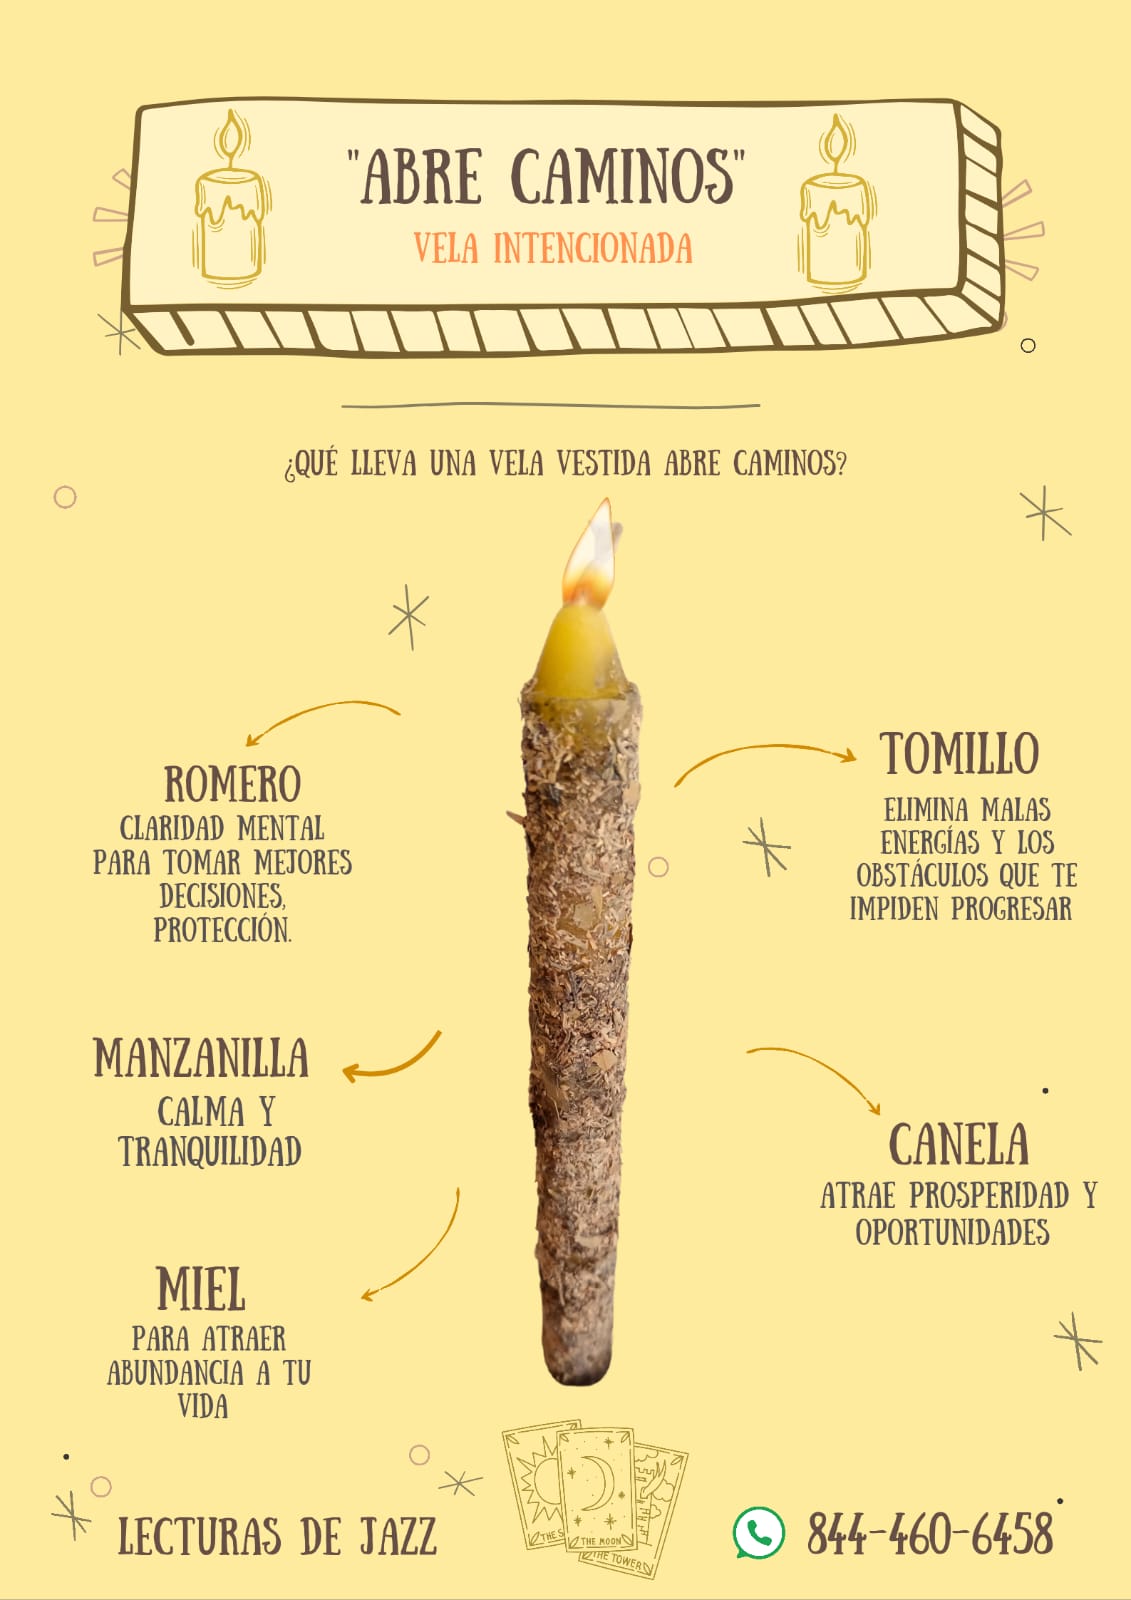 "ABRE CAMINOS"
VELA INTENCIONADA
¿QUÉ LLEVA UNA VELA VESTIDA ABRE CAMINOS?
ROMERO
CLARIDAD MENTAL
PARA TOMAR MEJORES
DECISIONES,
PROTECCIÓN.
TOMILLO
ELIMINA MALAS
ENERGÍAS Y LOS
OBSTÁCULOS QUE TE
IMPIDEN PROGRESAR
MANZANILLA
CALMA Y
TRANQUILIDAD
CANELA
ATRAE PROSPERIDAD Y
OPORTUNIDADES
MIEL
PARA ATRAER
ABUNDANCIA A TU
VIDA
THE S
THE MOON
THE TOWER
LECTURAS DE JAZZ
844-460-6458